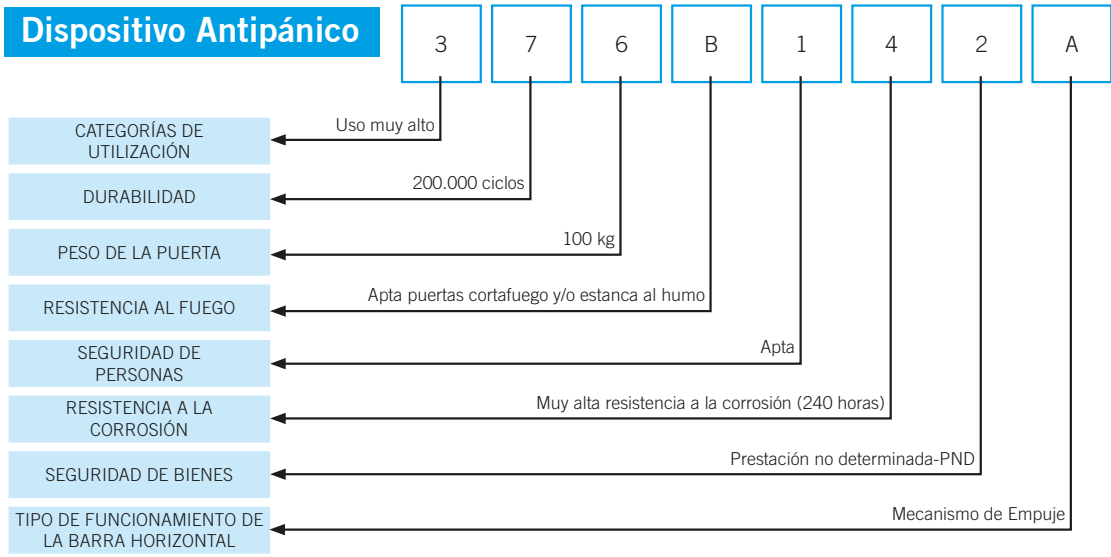 Dispositivo Antipánico
3 7 6 B 1 4 2 A
CATEGORÍAS DE
UTILIZACIÓN
Uso muy alto
DURABILIDAD
200.000 ciclos
PESO DE LA PUERTA
100 kg
RESISTENCIA AL FUEGO
Apta puertas cortafuego y/o estanca al humo
SEGURIDAD DE
PERSONAS
Apta
RESISTENCIA A LA
CORROSIÓN
Muy alta resistencia a la corrosión (240 horas)
SEGURIDAD DE BIENES
Prestación no determinada-PND
TIPO DE FUNCIONAMIENTO DE
LA BARRA HORIZONTAL
Mecanismo de Empuje